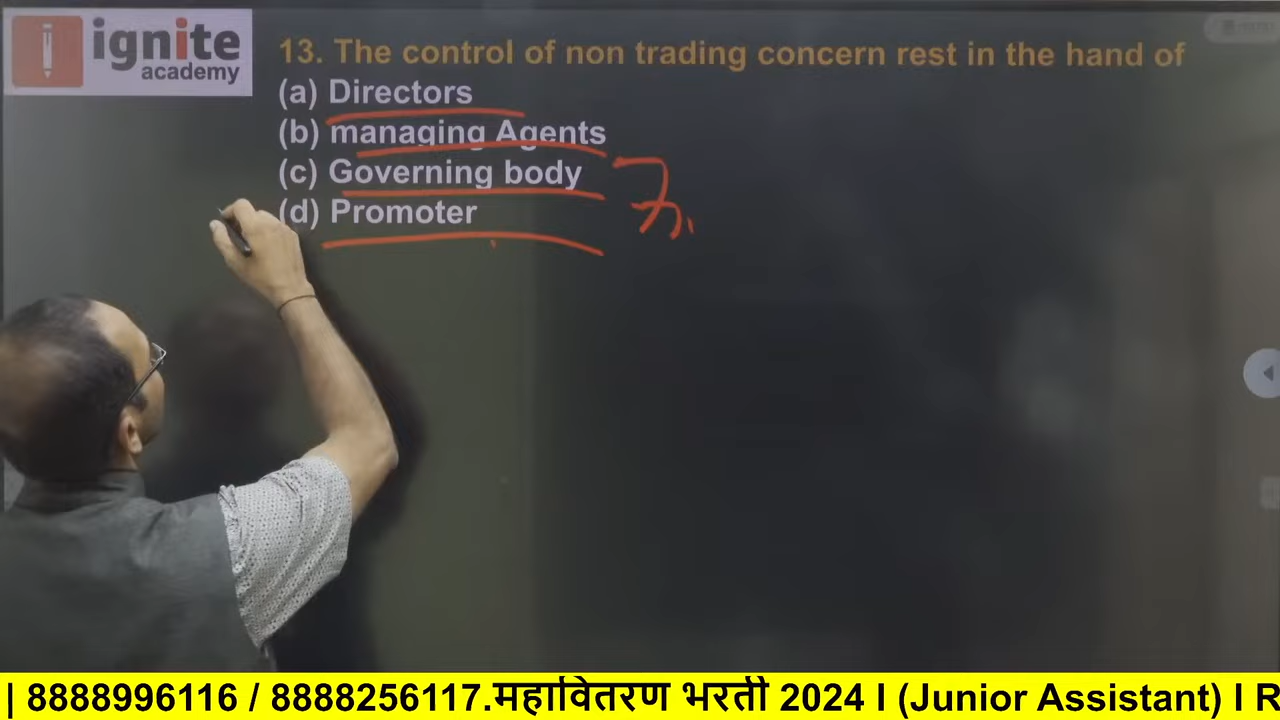 ignite
academy
13. The control of non trading concern rest in the hand of
(a) Directors
(b) managing Agents
(c) Governing body
(d) Promoter
| 8888996116 / 8888256117.महावितरण भरती 2024 I (Junior Assistant) I R